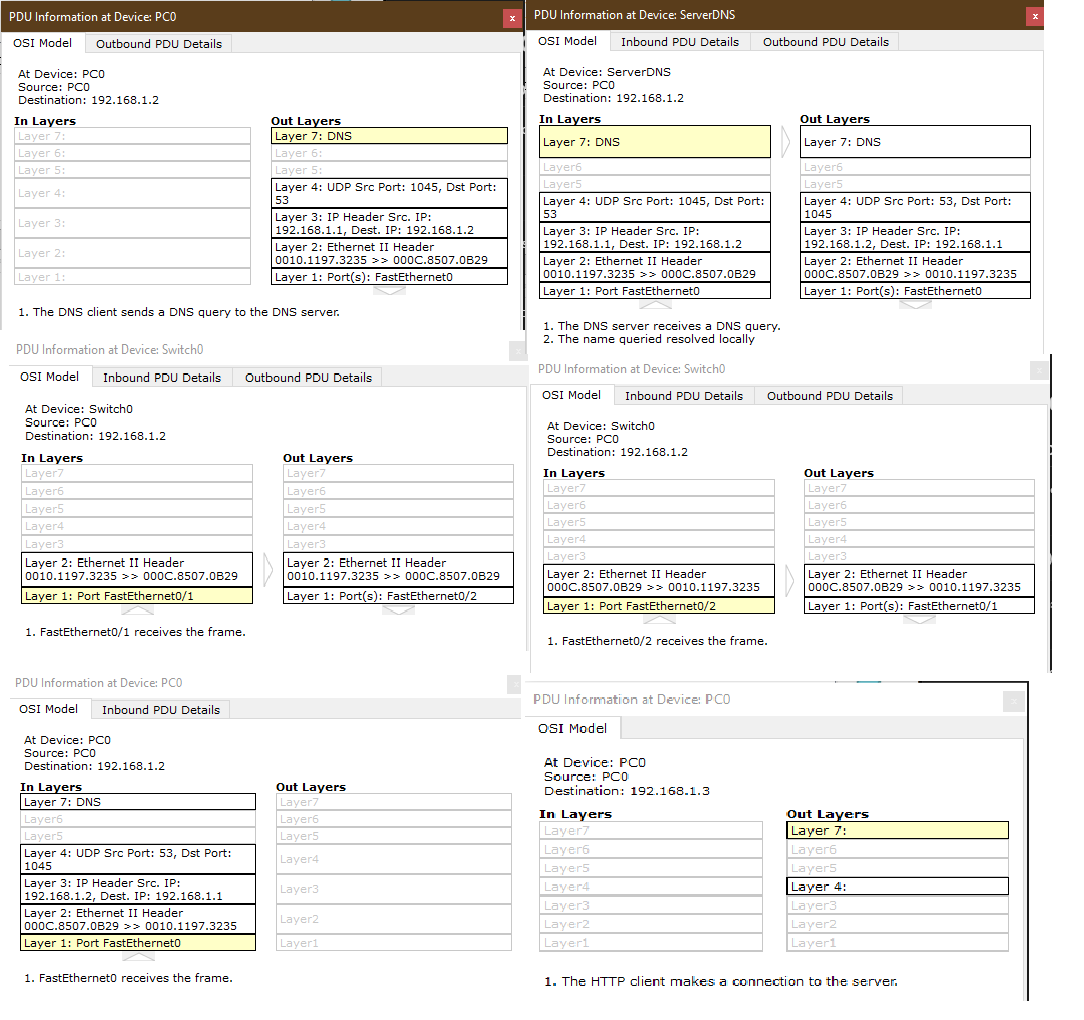 PDU Information at Device: PC0
x
OSI Model
Outbound PDU Details
At Device: PC0
Source: PC0
Destination: 192.168.1.2
In Layers
Layer 7:
Layer 6:
Layer 5:
Layer 4:
Layer 3:
Layer 2:
Layer 1:
Out Layers
Layer 7: DNS
Layer 6:
Layer 5:
Layer 4: UDP Src Port: 1045, Dst Port:
53
Layer 3: IP Header Src. IP:
192.168.1.1, Dest. IP: 192.168.1.2
Layer 2: Ethernet II Header
0010.1197.3235 >> 000C.8507.0B29
Layer 1: Port(s): FastEthernet0
1. The DNS client sends a DNS query to the DNS server.
PDU Information at Device: ServerDNS
x
OSI Model
Inbound PDU Details
Outbound PDU Details
At Device: ServerDNS
Source: PC0
Destination: 192.168.1.2
In Layers
Layer 7: DNS
Layer6
Layer5
Layer 4: UDP Src Port: 1045, Dst Port:
53
Layer 3: IP Header Src. IP:
192.168.1.1, Dest. IP: 192.168.1.2
Layer 2: Ethernet II Header
0010.1197.3235 >> 000C.8507.0B29
Layer 1: Port FastEthernet0
Out Layers
Layer 7: DNS
Layer6
Layer5
Layer 4: UDP Src Port: 53, Dst Port:
1045
Layer 3: IP Header Src. IP:
192.168.1.2, Dest. IP: 192.168.1.1
Layer 2: Ethernet II Header
000C.8507.0B29 >> 0010.1197.3235
Layer 1: Port(s): FastEthernet0
1. The DNS server receives a DNS query.
2. The name queried resolved locally
PDU Information at Device: Switch0
x
OSI Model
Inbound PDU Details
Outbound PDU Details
At Device: Switch0
Source: PC0
Destination: 192.168.1.2
In Layers
Layer7
Layer6
Layer5
Layer4
Layer3
Layer 2: Ethernet II Header
0010.1197.3235 >> 000C.8507.0B29
Layer 1: Port FastEthernet0/1
Out Layers
Layer7
Layer6
Layer5
Layer4
Layer3
Layer 2: Ethernet II Header
0010.1197.3235 >> 000C.8507.0B29
Layer 1: Port(s): FastEthernet0/2
1. FastEthernet0/1 receives the frame.
PDU Information at Device: Switch0
x
OSI Model
Inbound PDU Details
Outbound PDU Details
At Device: Switch0
Source: PC0
Destination: 192.168.1.2
In Layers
Layer7
Layer6
Layer5
Layer4
Layer3
Layer 2: Ethernet II Header
000C.8507.0B29 >> 0010.1197.3235
Layer 1: Port FastEthernet0/2
Out Layers
Layer7
Layer6
Layer5
Layer4
Layer3
Layer 2: Ethernet II Header
000C.8507.0B29 >> 0010.1197.3235
Layer 1: Port(s): FastEthernet0/1
1. FastEthernet0/2 receives the frame.
PDU Information at Device: PC0
x
OSI Model
Inbound PDU Details
At Device: PC0
Source: PC0
Destination: 192.168.1.2
In Layers
Layer 7: DNS
Layer6
Layer5
Layer 4: UDP Src Port: 53, Dst Port:
1045
Layer 3: IP Header Src. IP:
192.168.1.2, Dest. IP: 192.168.1.1
Layer 2: Ethernet II Header
000C.8507.0B29 >> 0010.1197.3235
Layer 1: Port FastEthernet0
Out Layers
Layer7
Layer6
Layer5
Layer4
Layer3
Layer2
Layer1
1. FastEthernet0 receives the frame.
PDU Information at Device: PC0
x
OSI Model
At Device: PC0
Source: PC0
Destination: 192.168.1.3
In Layers
Layer7
Layer6
Layer5
Layer4
Layer3
Layer2
Layer1
Out Layers
Layer 7:
Layer6
Layer5
Layer 4:
Layer3
Layer2
Layer1
1. The HTTP client makes a connection to the server.